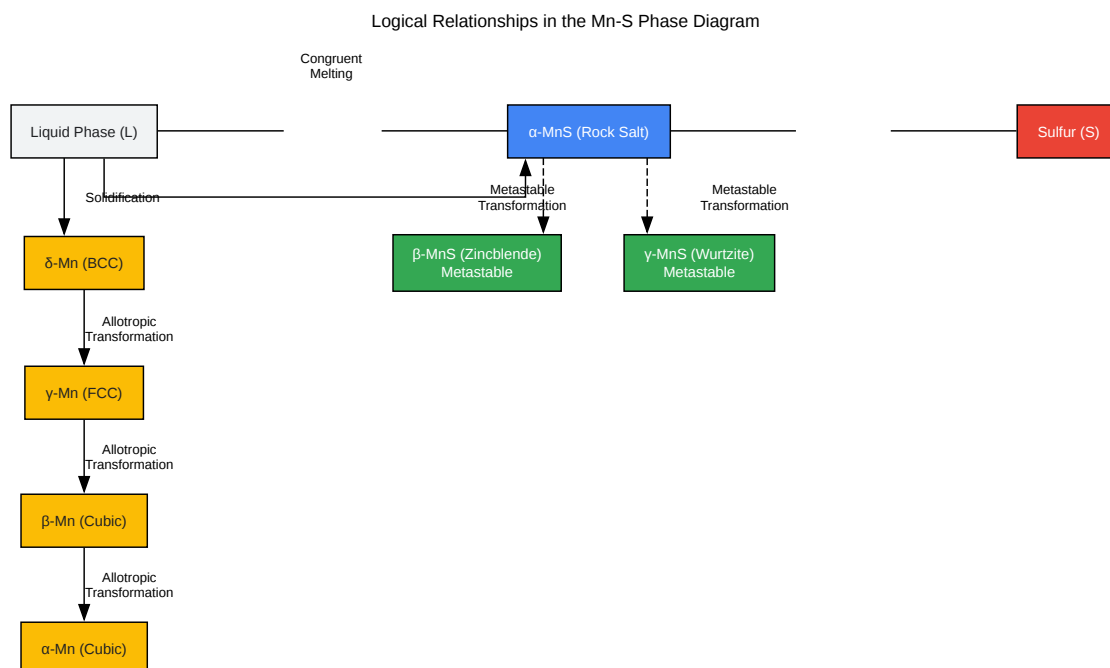 Logical Relationships in the Mn-S Phase Diagram
Congruent
Melting
Liquid Phase (L)
α-MnS (Rock Salt)
Sulfur (S)
Solidification
Metastable
Transformation
Metastable
Transformation
δ-Mn (BCC)
β-MnS (Zincblende)
Metastable
γ-MnS (Wurtzite)
Metastable
Allotropic
Transformation
γ-Mn (FCC)
Allotropic
Transformation
β-Mn (Cubic)
Allotropic
Transformation
α-Mn (Cubic)